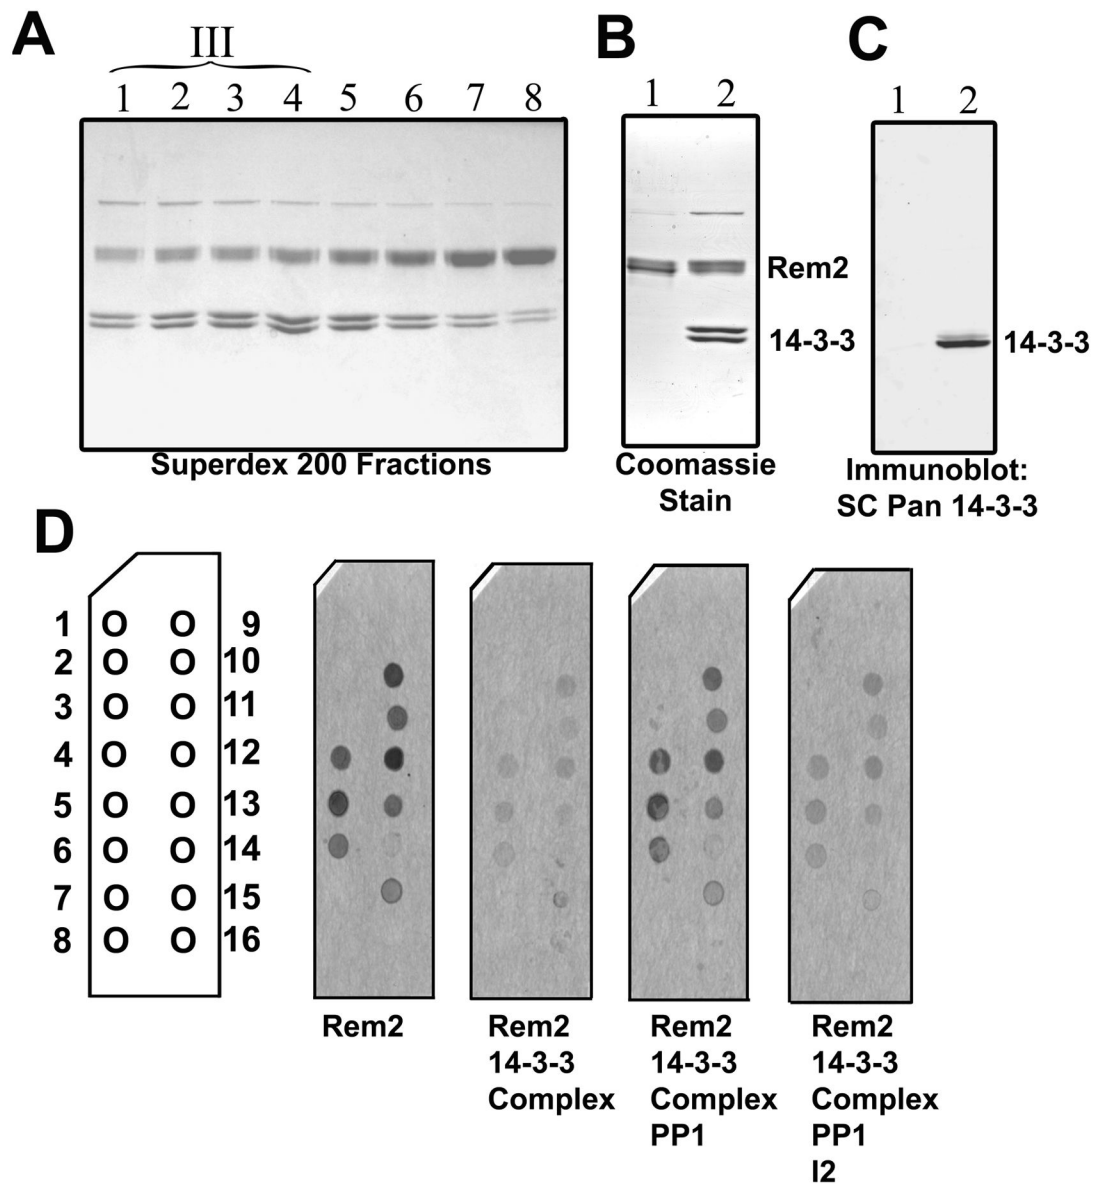 A
III
1 2 3 4 5 6 7 8
Superdex 200 Fractions
B
1 2
Rem2
14-3-3
Coomassie
Stain
C
1 2
14-3-3
Immunoblot:
SC Pan 14-3-3
D
1 O O 9
2 O O 10
3 O O 11
4 O O 12
5 O O 13
6 O O 14
7 O O 15
8 O O 16
Rem2
Rem2
14-3-3
Complex
Rem2
14-3-3
Complex
PP1
Rem2
14-3-3
Complex
PP1
I2